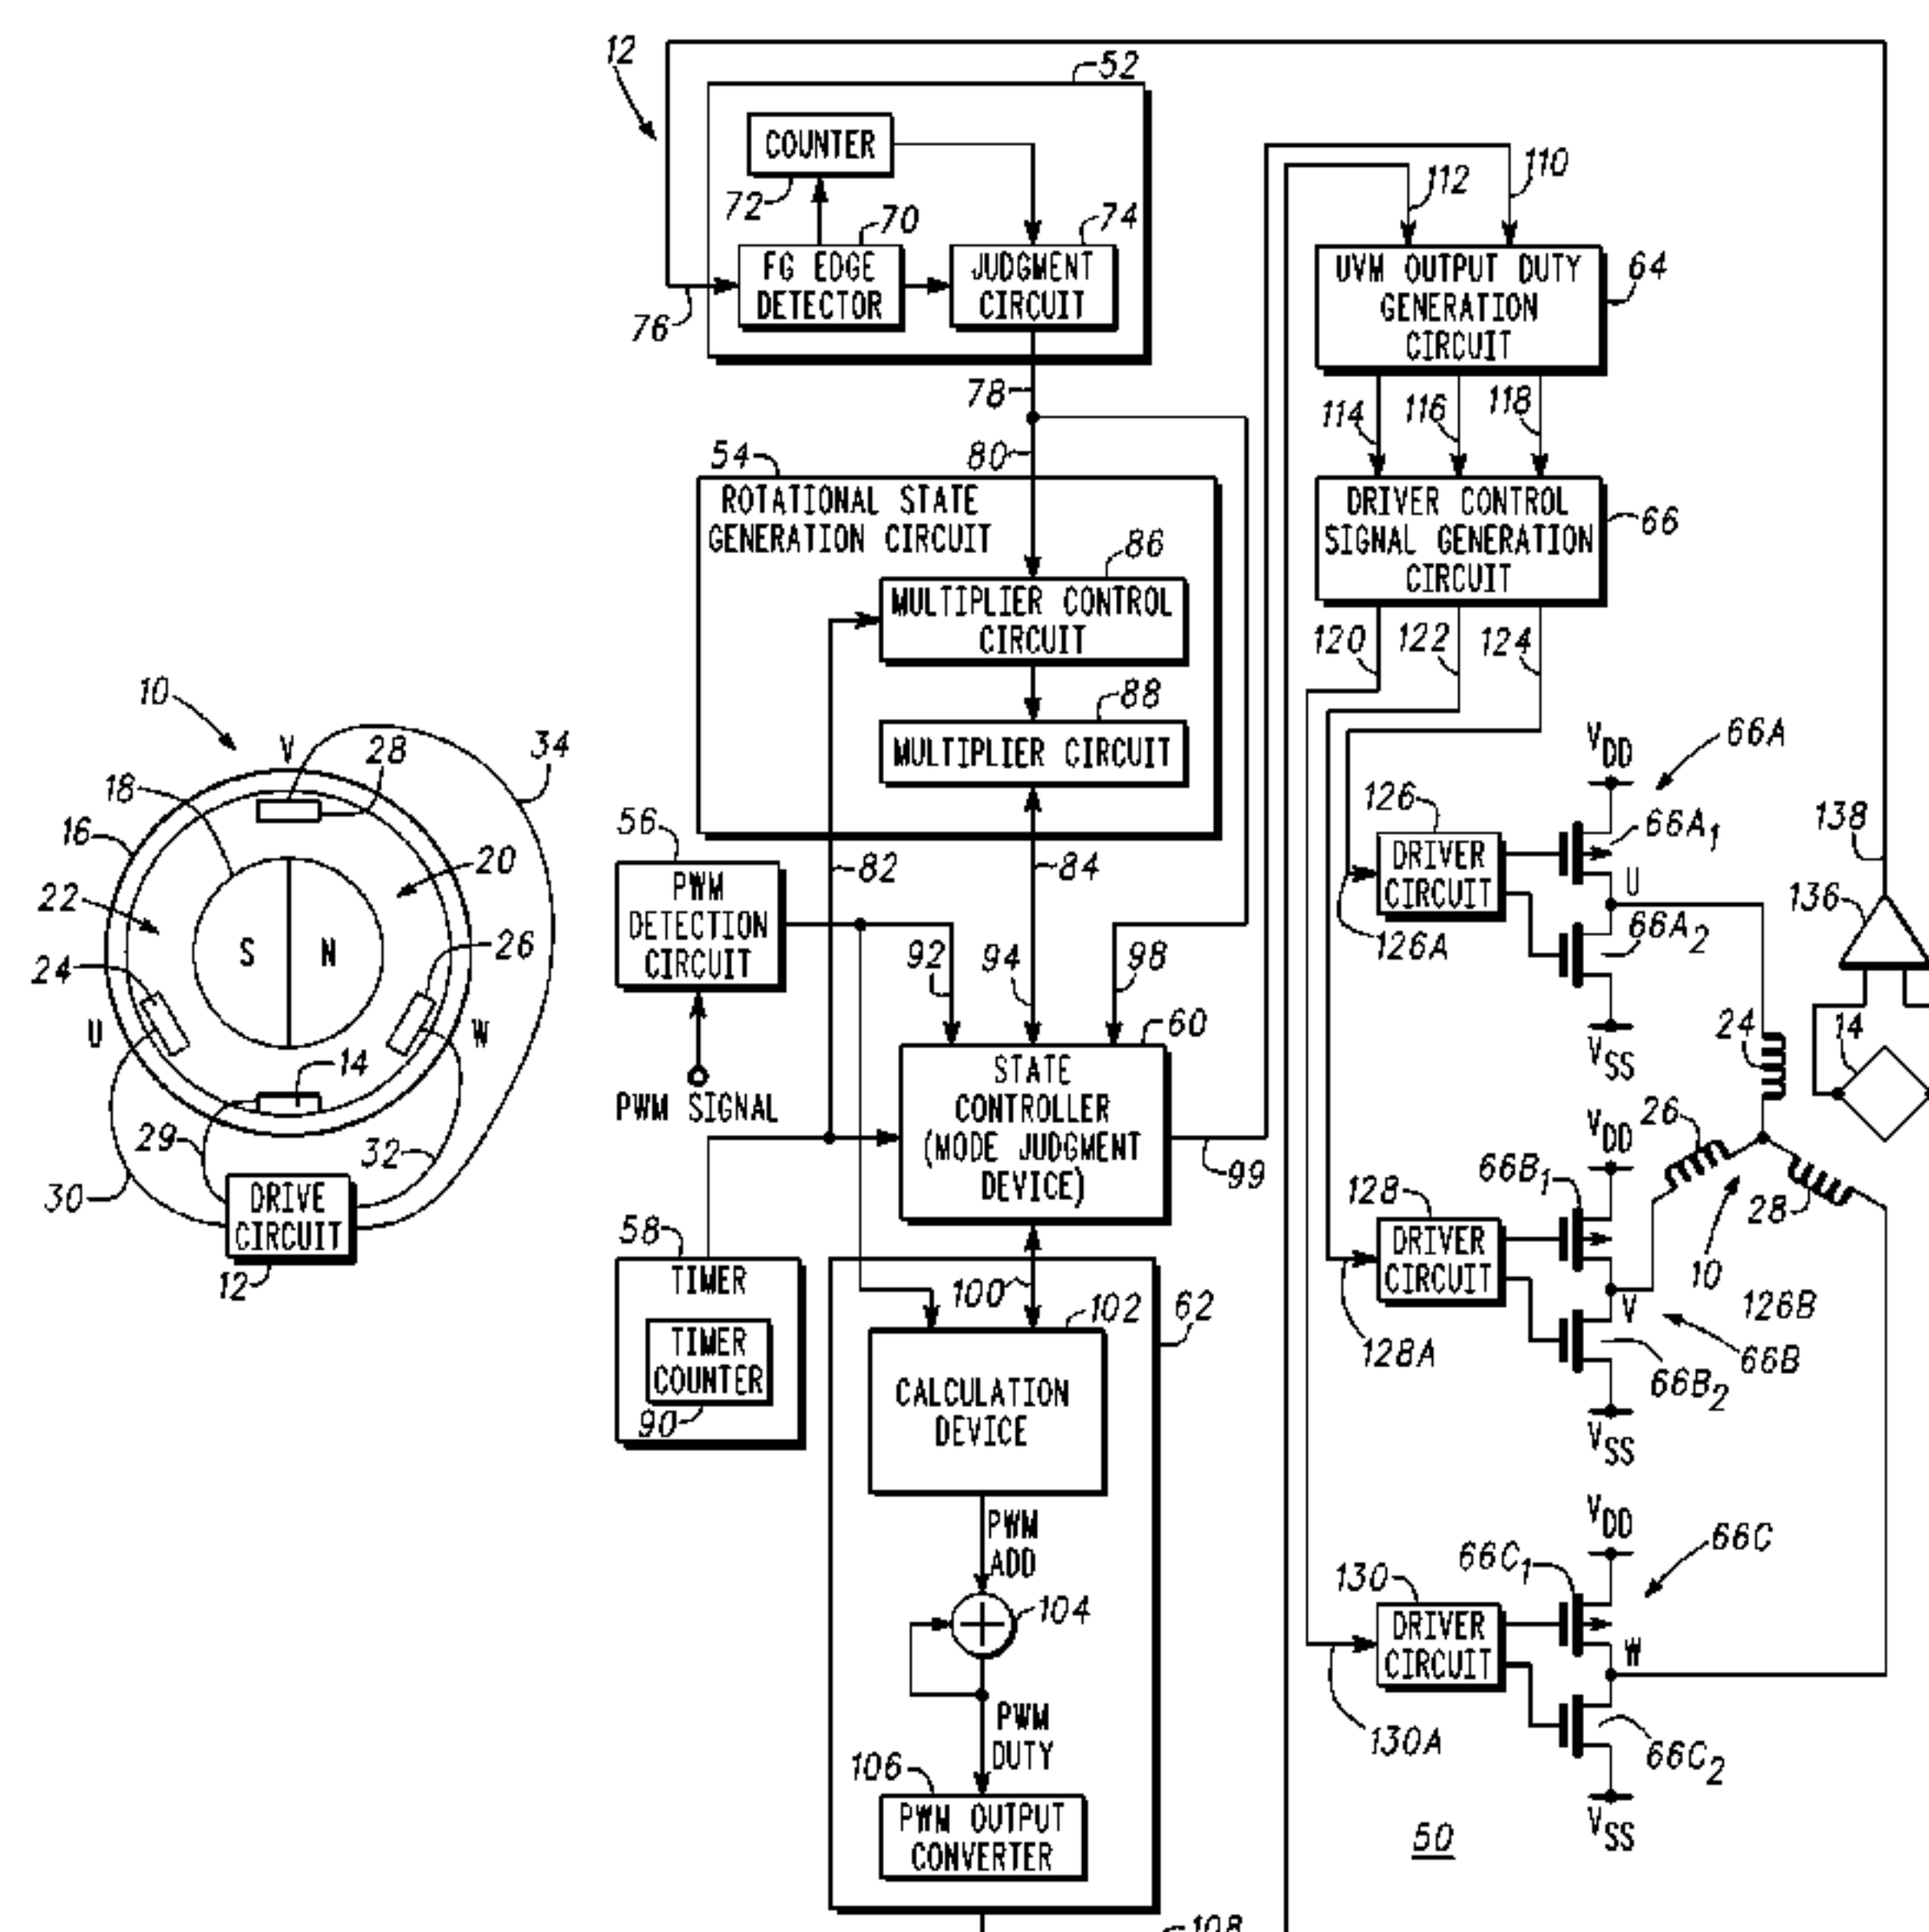 12
52
COUNTER
72
70
74
FG EDGE
DETECTOR
JUDGMENT
CIRCUIT
76
78
80
54
ROTATIONAL STATE
GENERATION CIRCUIT
86
MULTIPLIER CONTROL
CIRCUIT
88
MULTIPLIER CIRCUIT
82
84
56
PWM
DETECTION
CIRCUIT
PWM SIGNAL
92
94
98
60
STATE
CONTROLLER
(MODE JUDGMENT
DEVICE)
99
58
TIMER
TIMER
COUNTER
90
100
102
62
CALCULATION
DEVICE
PWM
ADD
104
PWM
DUTY
106
PWM OUTPUT
CONVERTER
108
10
V
28
34
18
16
20
22
S
N
26
24
U
W
14
29
32
30
DRIVE
CIRCUIT
12
112
110
UVM OUTPUT DUTY
GENERATION
CIRCUIT
64
114
116
118
DRIVER CONTROL
SIGNAL GENERATION
CIRCUIT
66
120
122
124
VDD
66A
126
DRIVER
CIRCUIT
66A1
U
126A
66A2
VSS
138
136
14
24
26
28
10
126B
VDD
66B1
128
DRIVER
CIRCUIT
V
128A
66B
66B2
VSS
VDD
66C1
66C
130
DRIVER
CIRCUIT
W
130A
66C2
VSS
50